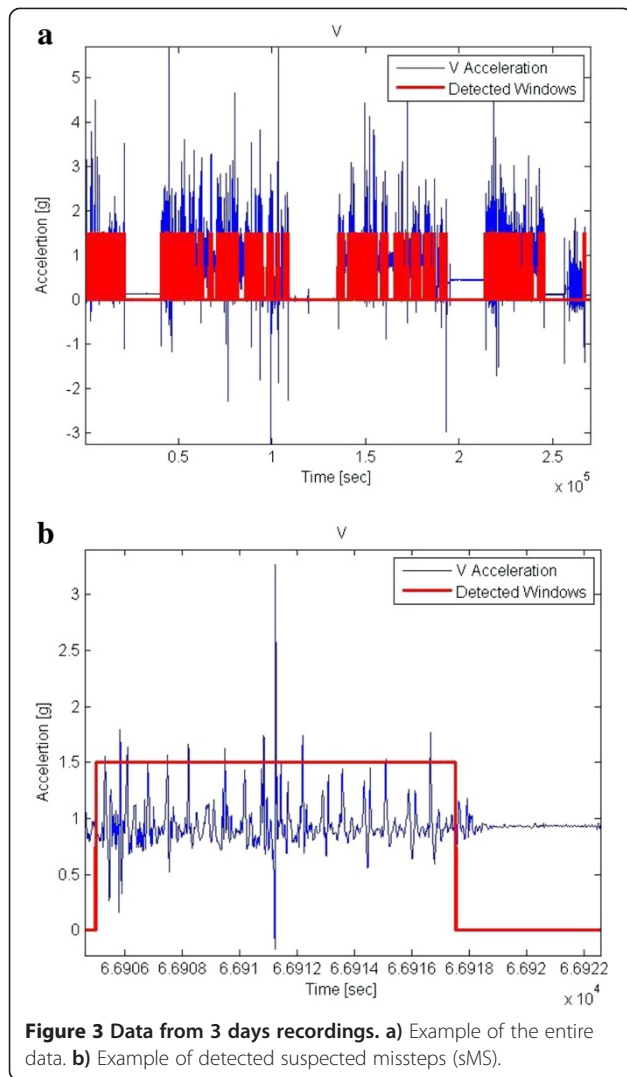 a
V
V Acceleration
Detected Windows
5
4
3
2
1
0
-1
-2
-3
Accelertion [g]
0.5 1 1.5 2 2.5
Time [sec]
x 10^5
b
V
V Acceleration
Detected Windows
3
2.5
2
1.5
1
0.5
0
Accelertion [g]
6.6906 6.6908 6.691 6.6912 6.6914 6.6916 6.6918 6.692 6.6922
Time [sec]
x 10^4
Figure 3 Data from 3 days recordings. a) Example of the entire
data. b) Example of detected suspected missteps (sMS).